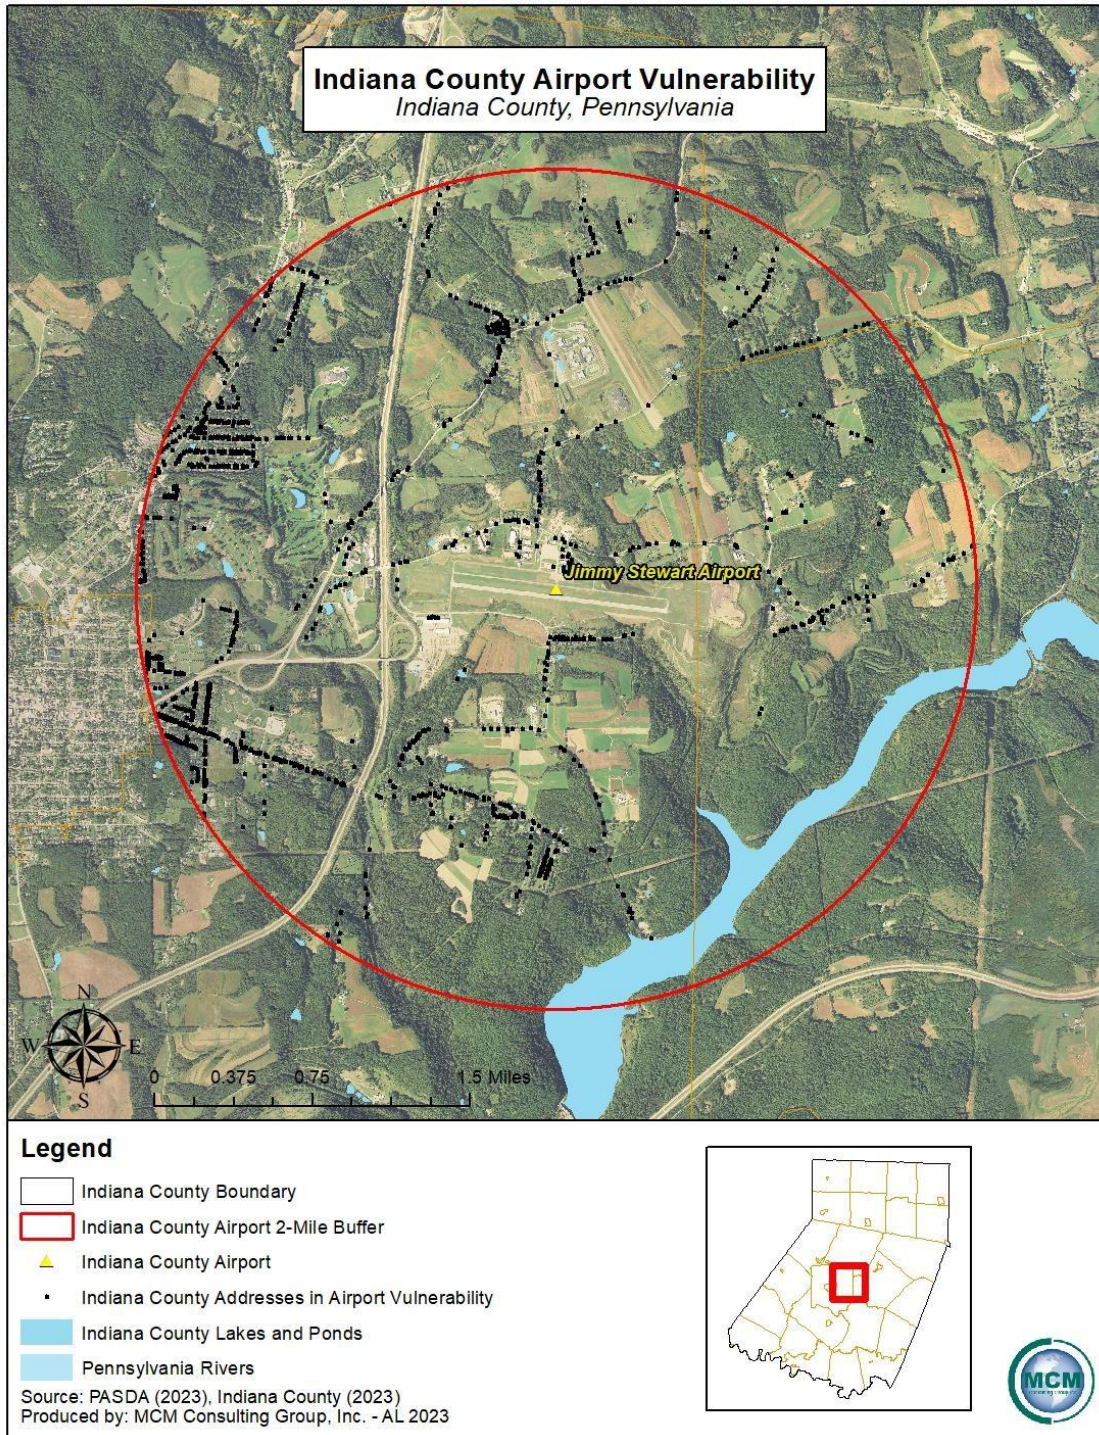 Indiana County Airport Vulnerability
Indiana County, Pennsylvania
Jimmy Stewart Airport
N
W E
S
0 0.375 0.75 1.5 Miles
Legend
Indiana County Boundary
Indiana County Airport 2-Mile Buffer
Indiana County Airport
Indiana County Addresses in Airport Vulnerability
Indiana County Lakes and Ponds
Pennsylvania Rivers
Source: PASDA (2023), Indiana County (2023)
Produced by: MCM Consulting Group, Inc. - AL 2023
MCM
Consulting Group, Inc.